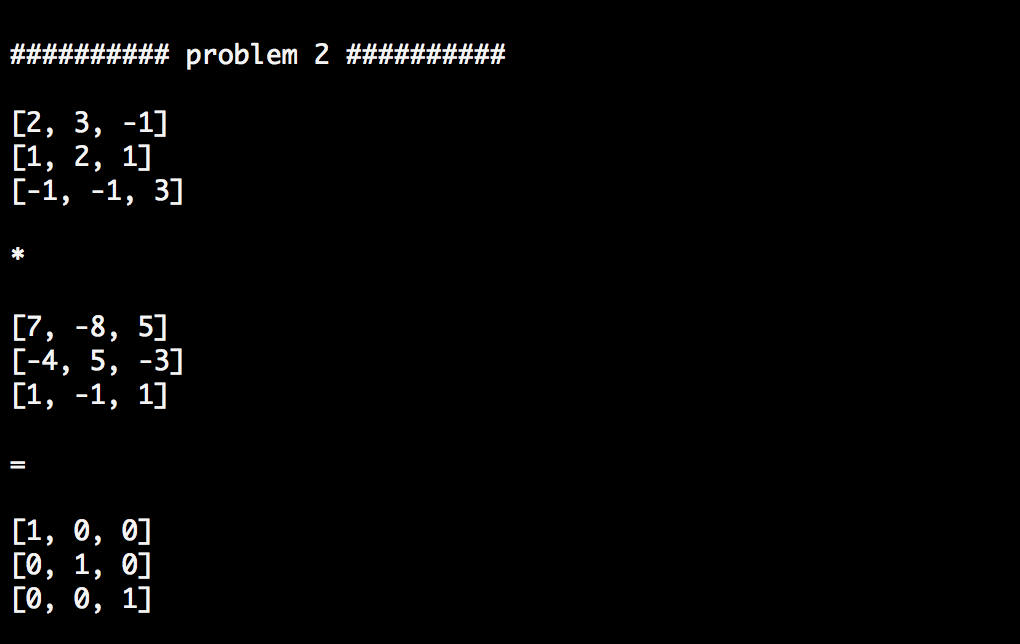 ########## problem 2 ##########
[2, 3, -1]
[1, 2, 1]
[-1, -1, 3]
*
[7, -8, 5]
[-4, 5, -3]
[1, -1, 1]
=
[1, 0, 0]
[0, 1, 0]
[0, 0, 1]